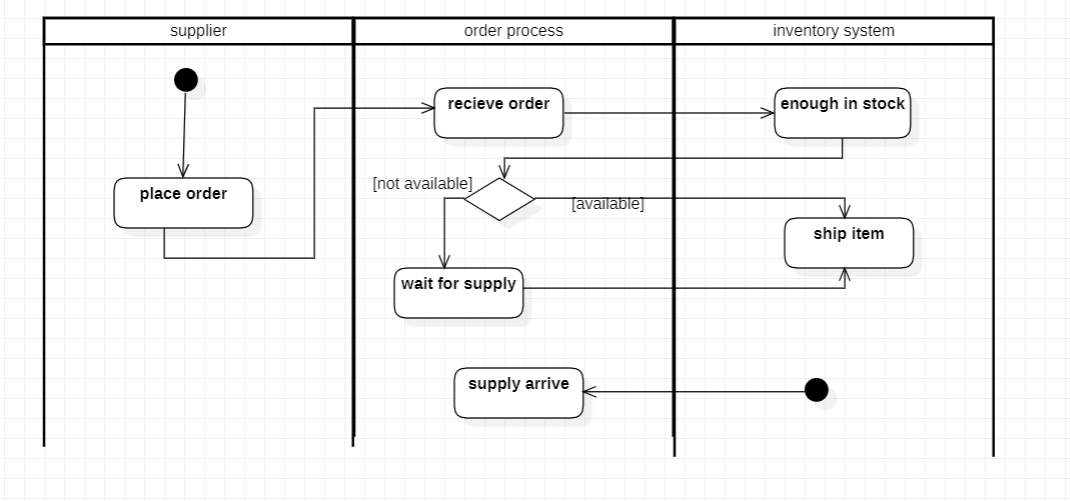 supplier
order process
inventory system
recieve order
enough in stock
place order
[not available]
[available]
ship item
wait for supply
supply arrive